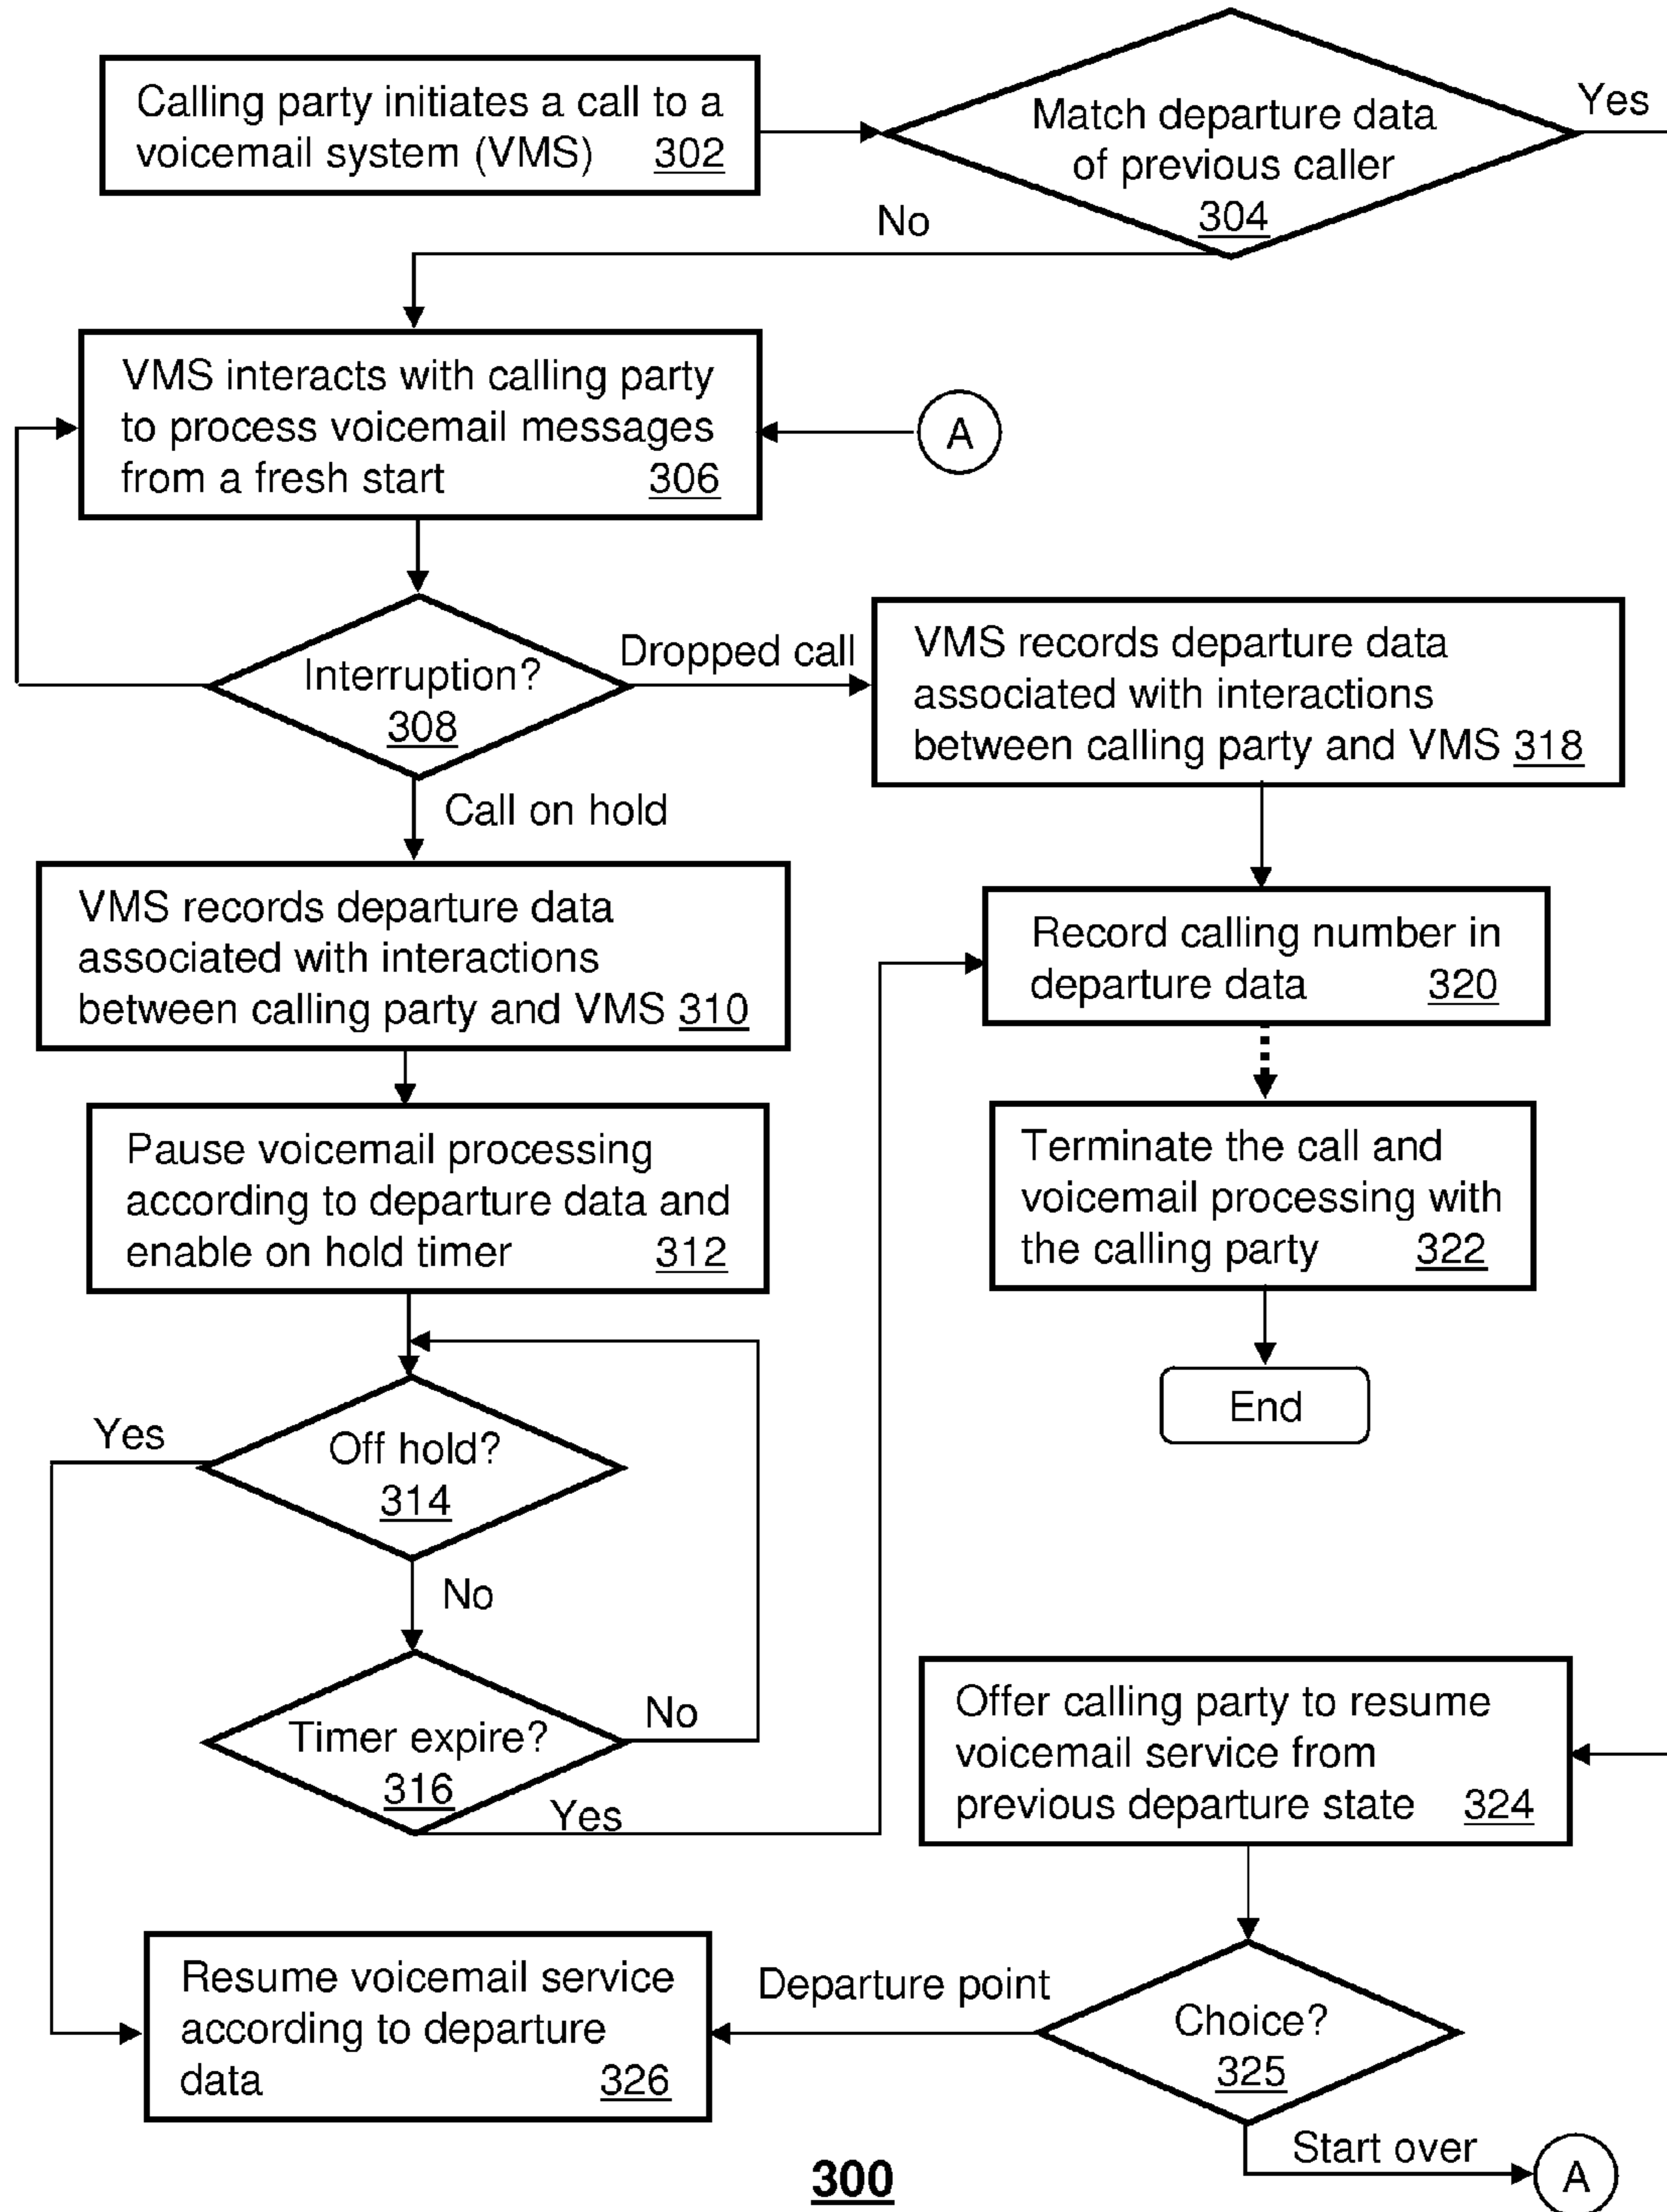 Calling party initiates a call to a
voicemail system (VMS) 302
Match departure data
of previous caller
304
Yes
No
VMS interacts with calling party
to process voicemail messages
from a fresh start 306
A
Interruption?
308
Dropped call
VMS records departure data
associated with interactions
between calling party and VMS 318
Call on hold
VMS records departure data
associated with interactions
between calling party and VMS 310
Record calling number in
departure data 320
Pause voicemail processing
according to departure data and
enable on hold timer 312
Terminate the call and
voicemail processing with
the calling party 322
End
Yes
Off hold?
314
No
Timer expire?
316
No
Yes
Offer calling party to resume
voicemail service from
previous departure state 324
Resume voicemail service
according to departure
data 326
Departure point
Choice?
325
Start over
A
300